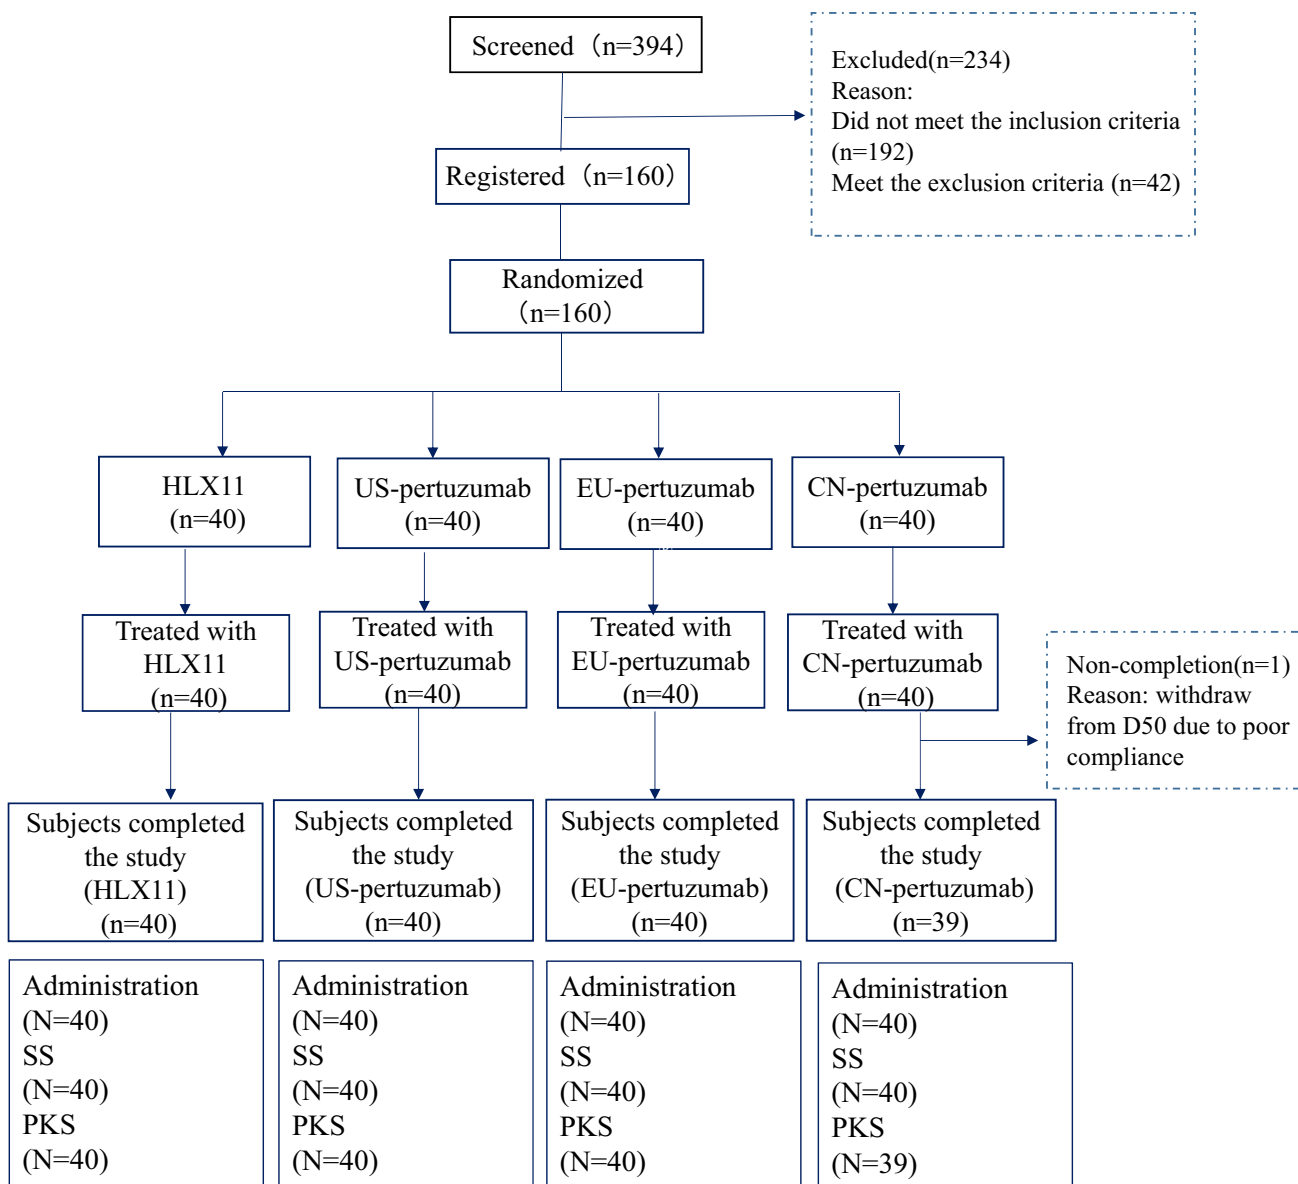 Screened（n=394）
Excluded(n=234)
Reason:
Did not meet the inclusion criteria
(n=192)
Meet the exclusion criteria (n=42)
Registered（n=160）
Randomized
（n=160）
HLX11
(n=40)
US-pertuzumab
(n=40)
EU-pertuzumab
(n=40)
CN-pertuzumab
(n=40)
Treated with
HLX11
(n=40)
Treated with
US-pertuzumab
(n=40)
Treated with
EU-pertuzumab
(n=40)
Treated with
CN-pertuzumab
(n=40)
Non-completion(n=1)
Reason: withdraw
from D50 due to poor
compliance
Subjects completed
the study
(HLX11)
(n=40)
Subjects completed
the study
(US-pertuzumab)
(n=40)
Subjects completed
the study
(EU-pertuzumab)
(n=40)
Subjects completed
the study
(CN-pertuzumab)
(n=39)
Administration
(N=40)
SS
(N=40)
PKS
(N=40)
Administration
(N=40)
SS
(N=40)
PKS
(N=40)
Administration
(N=40)
SS
(N=40)
PKS
(N=40)
Administration
(N=40)
SS
(N=40)
PKS
(N=39)